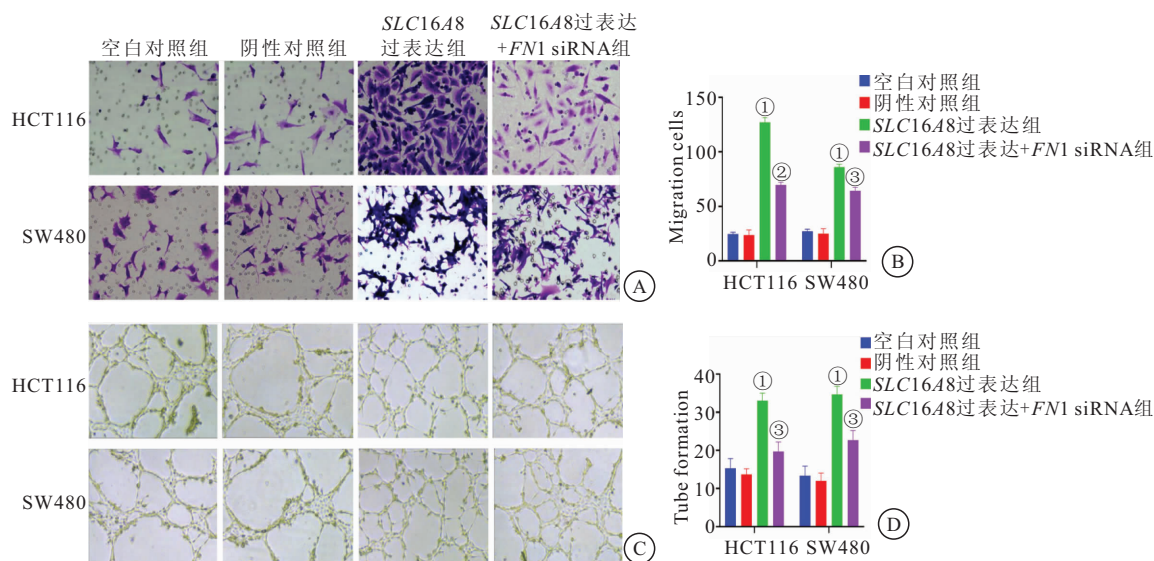 空白对照组
阴性对照组
SLC16A8
过表达组
SLC16A8过表达
+FN1 siRNA组
HCT116
SW480
A
空白对照组
阴性对照组
SLC16A8过表达组
SLC16A8过表达+FN1 siRNA组
Migration cells
150
100
50
0
①
②
①
③
HCT116 SW480
B
HCT116
SW480
C
空白对照组
阴性对照组
SLC16A8过表达组
SLC16A8过表达+FN1 siRNA组
Tube formation
40
30
20
10
0
①
③
①
③
HCT116 SW480
D